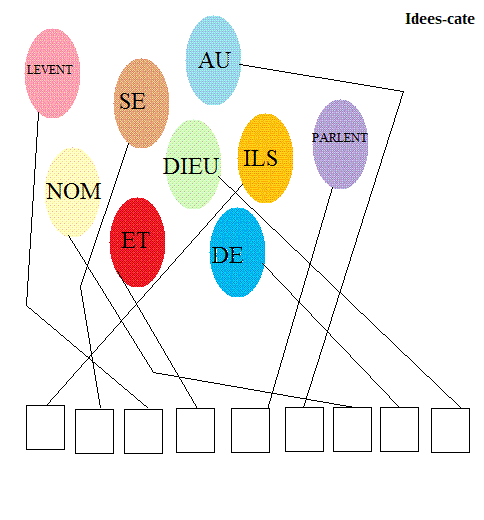 Idees-cate
LEVENT
SE
AU
NOM
DIEU
ILS
PARLENT
ET
DE